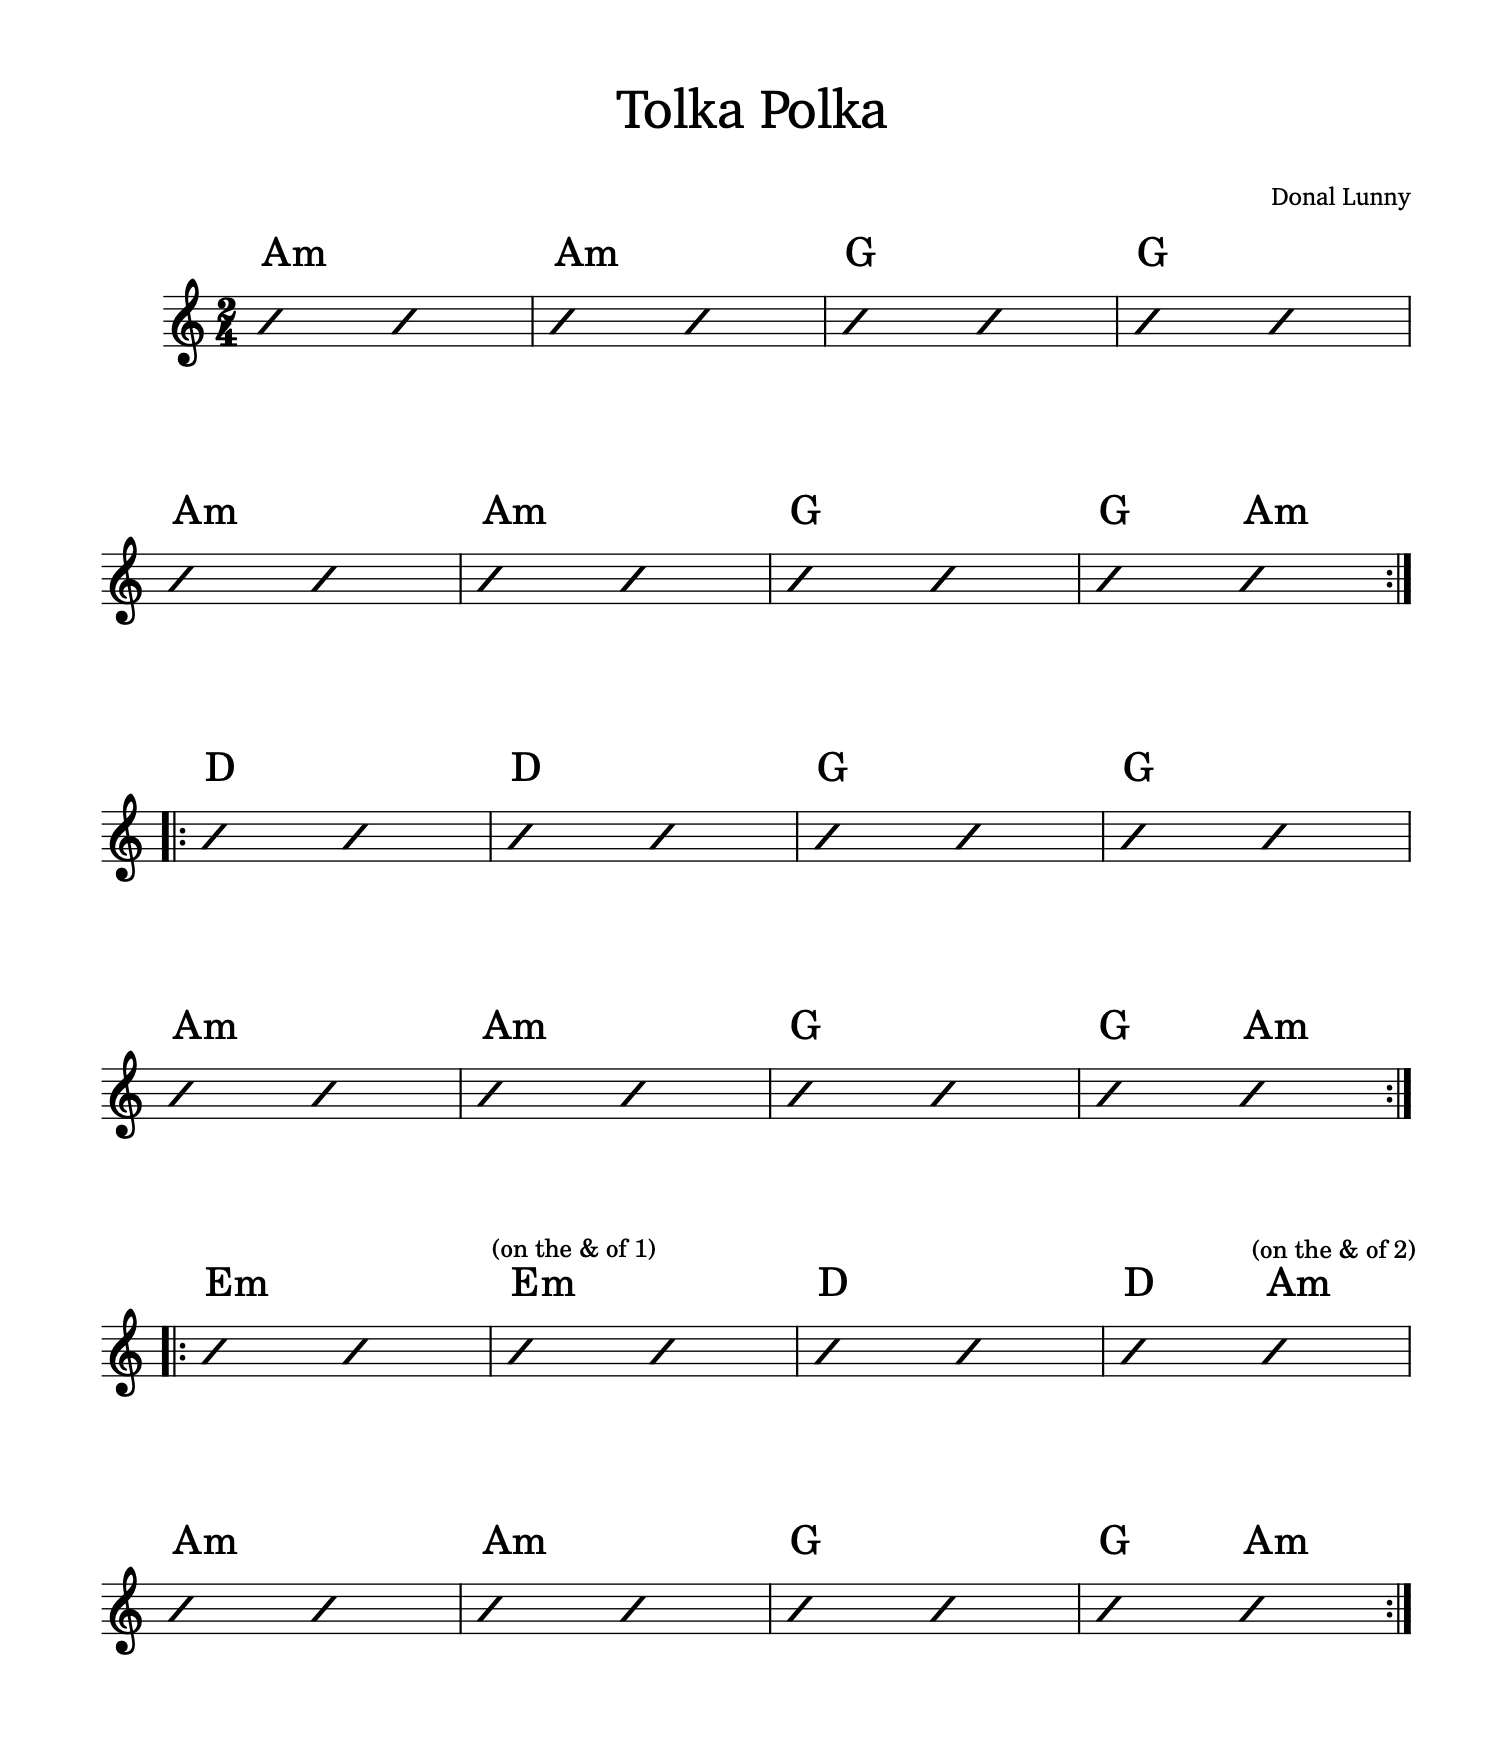 Tolka Polka
Donal Lunny
Am Am G G
2
4
Am Am G G Am
D D G G
Am Am G G Am
(on the & of 1) (on the & of 2)
Em Em D D Am
Am Am G G Am